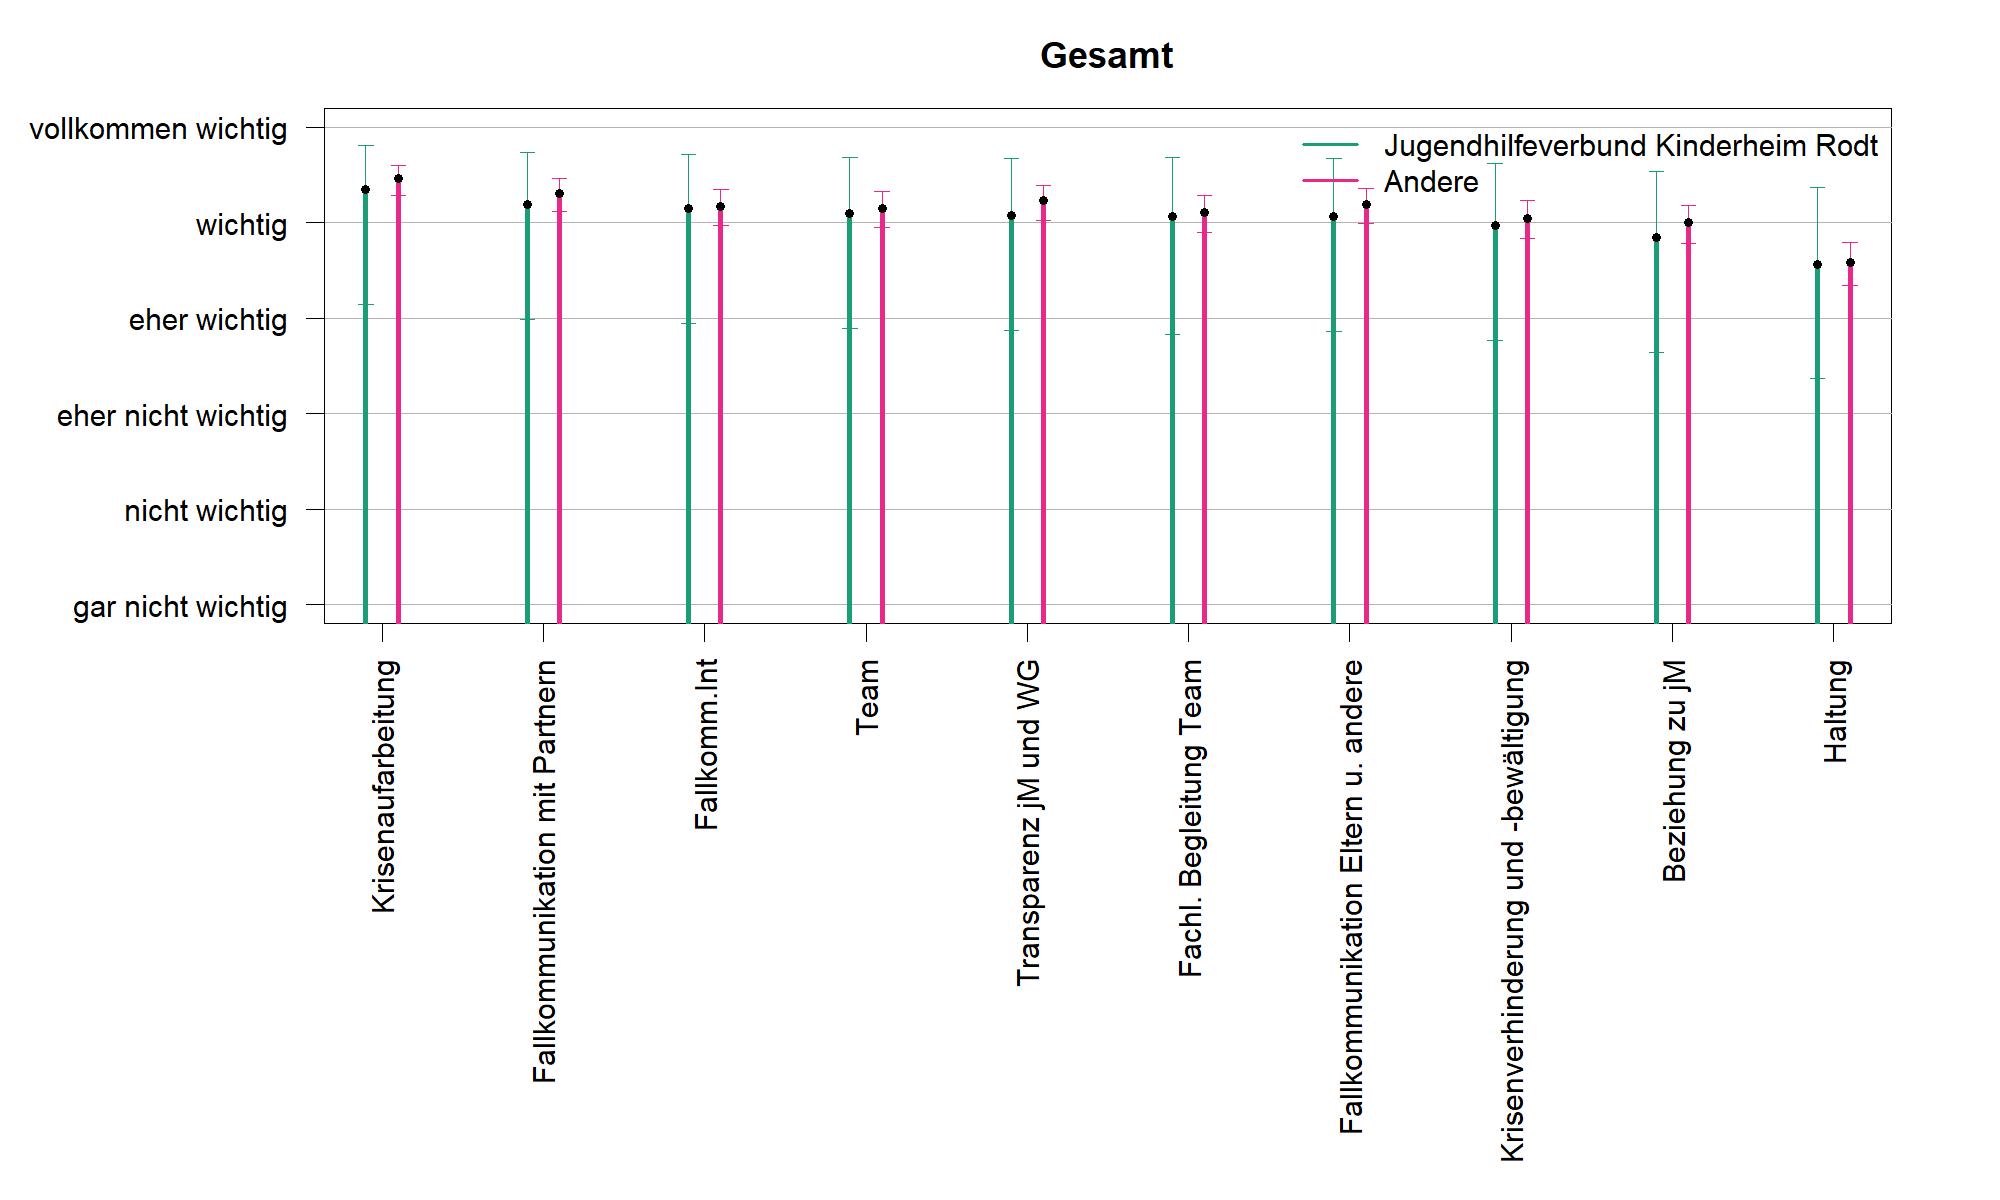 Gesamt
vollkommen wichtig
wichtig
eher wichtig
eher nicht wichtig
nicht wichtig
gar nicht wichtig
Jugendhilfeverbund Kinderheim Rodt
Andere
Krisenaufarbeitung
Fallkommunikation mit Partnern
Fallkomm.Int
Team
Transparenz jM und WG
Fachl. Begleitung Team
Fallkommunikation Eltern u. andere
Krisenverhinderung und -bewältigung
Beziehung zu jM
Haltung